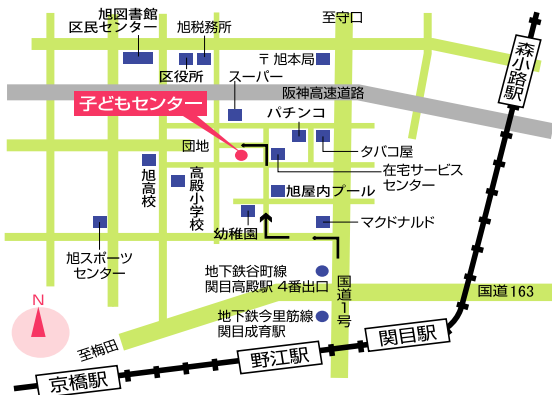 旭図書館
区民センター
旭税務所
至守口
区役所
〒旭本局
森小路駅
スーパー
阪神高速道路
子どもセンター
パチンコ
団地
タバコ屋
在宅サービス
センター
旭高校
高殿小学校
旭屋内プール
幼稚園
マクドナルド
旭スポーツ
センター
地下鉄谷町線
関目高殿駅 4番出口
国道1号
国道163
N
地下鉄今里筋線
関目成育駅
至梅田
関目駅
野江駅
京橋駅